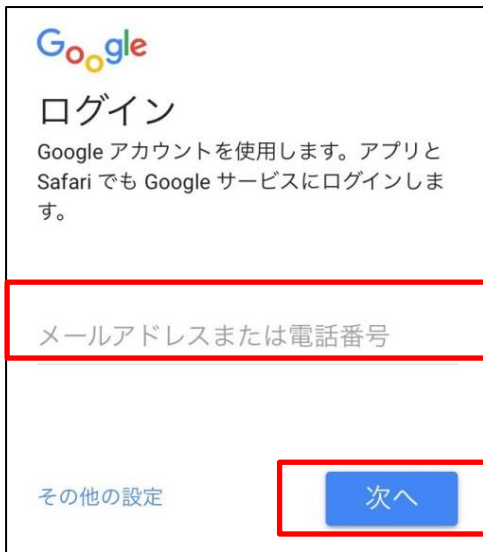 Google
ログイン
Google アカウントを使用します。アプリと
Safari でも Google サービスにログインしま
す。
メールアドレスまたは電話番号
その他の設定
次へ